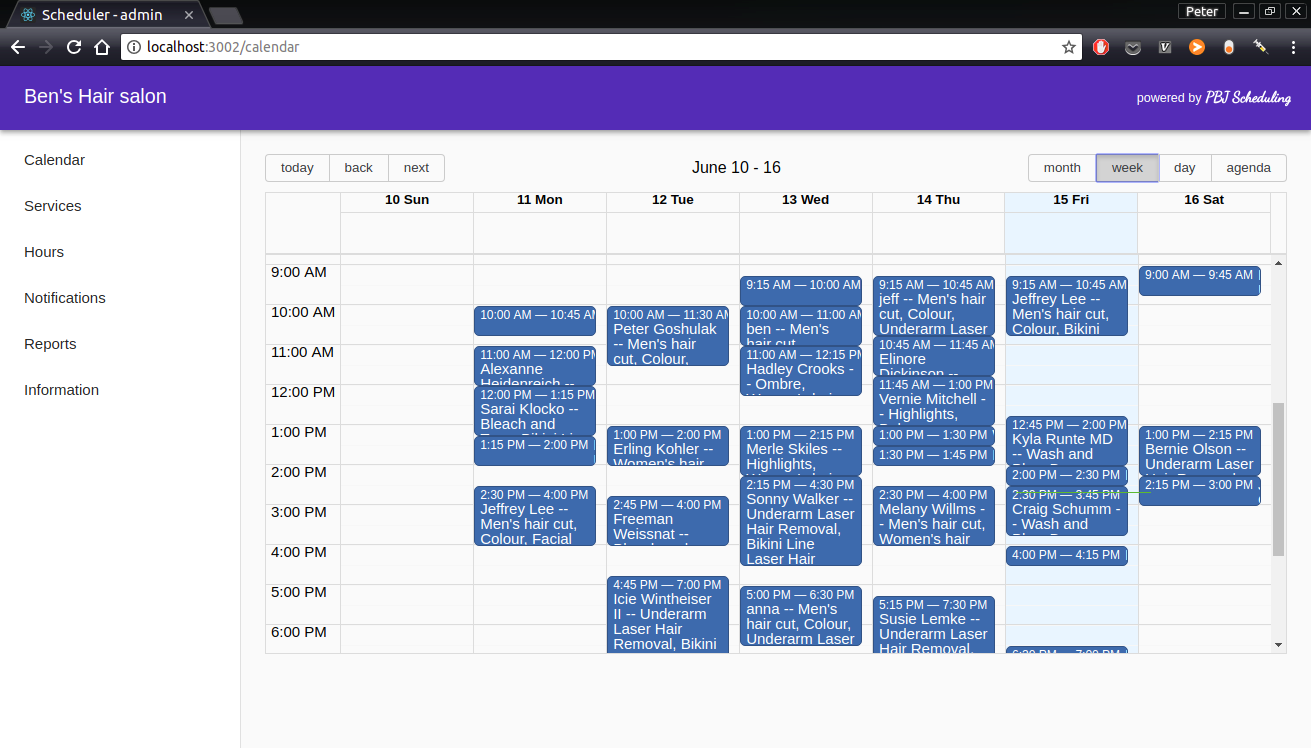 Scheduler - admin
Peter
localhost:3002/calendar
Ben's Hair salon
powered by PBJ Scheduling
Calendar
Services
Hours
Notifications
Reports
Information
today back next
June 10 - 16
month week day agenda
10 Sun 11 Mon 12 Tue 13 Wed 14 Thu 15 Fri 16 Sat
9:00 AM
10:00 AM
11:00 AM
12:00 PM
1:00 PM
2:00 PM
3:00 PM
4:00 PM
5:00 PM
6:00 PM
10:00 AM — 10:45 AM
11:00 AM — 12:00 PM
Alexanne
Heidenreich --
12:00 PM — 1:15 PM
Sarai Klocko --
Bleach and
1:15 PM — 2:00 PM
2:30 PM — 4:00 PM
Jeffrey Lee --
Men's hair cut,
Colour, Facial
10:00 AM — 11:30 AM
Peter Goshulak
-- Men's hair
cut, Colour,
1:00 PM — 2:00 PM
Erling Kohler --
Women's hair
2:45 PM — 4:00 PM
Freeman
Weissnat --
4:45 PM — 7:00 PM
Icie Wintheiser
II -- Underarm
Laser Hair
Removal, Bikini
9:15 AM — 10:00 AM
10:00 AM — 11:00 AM
ben -- Men's
hair cut
11:00 AM — 12:15 PM
Hadley Crooks -
- Ombre,
1:00 PM — 2:15 PM
Merle Skiles --
Highlights,
2:15 PM — 4:30 PM
Sonny Walker --
Underarm Laser
Hair Removal,
Bikini Line
Laser Hair
5:00 PM — 6:30 PM
anna -- Men's
hair cut, Colour,
Underarm Laser
9:15 AM — 10:45 AM
jeff -- Men's hair
cut, Colour,
Underarm Laser
10:45 AM — 11:45 AM
Elinore
Dickinson --
11:45 AM — 1:00 PM
Vernie Mitchell -
- Highlights,
1:00 PM — 1:30 PM
1:30 PM — 1:45 PM
2:30 PM — 4:00 PM
Melany Willms -
- Men's hair cut,
Women's hair
5:15 PM — 7:30 PM
Susie Lemke --
Underarm Laser
Hair Removal,
9:15 AM — 10:45 AM
Jeffrey Lee --
Men's hair cut,
Colour, Bikini
12:45 PM — 2:00 PM
Kyla Runte MD
-- Wash and
2:00 PM — 2:30 PM
2:30 PM — 3:45 PM
Craig Schumm -
- Wash and
4:00 PM — 4:15 PM
6:30 PM — 7:00 PM
9:00 AM — 9:45 AM
1:00 PM — 2:15 PM
Bernie Olson --
Underarm Laser
2:15 PM — 3:00 PM